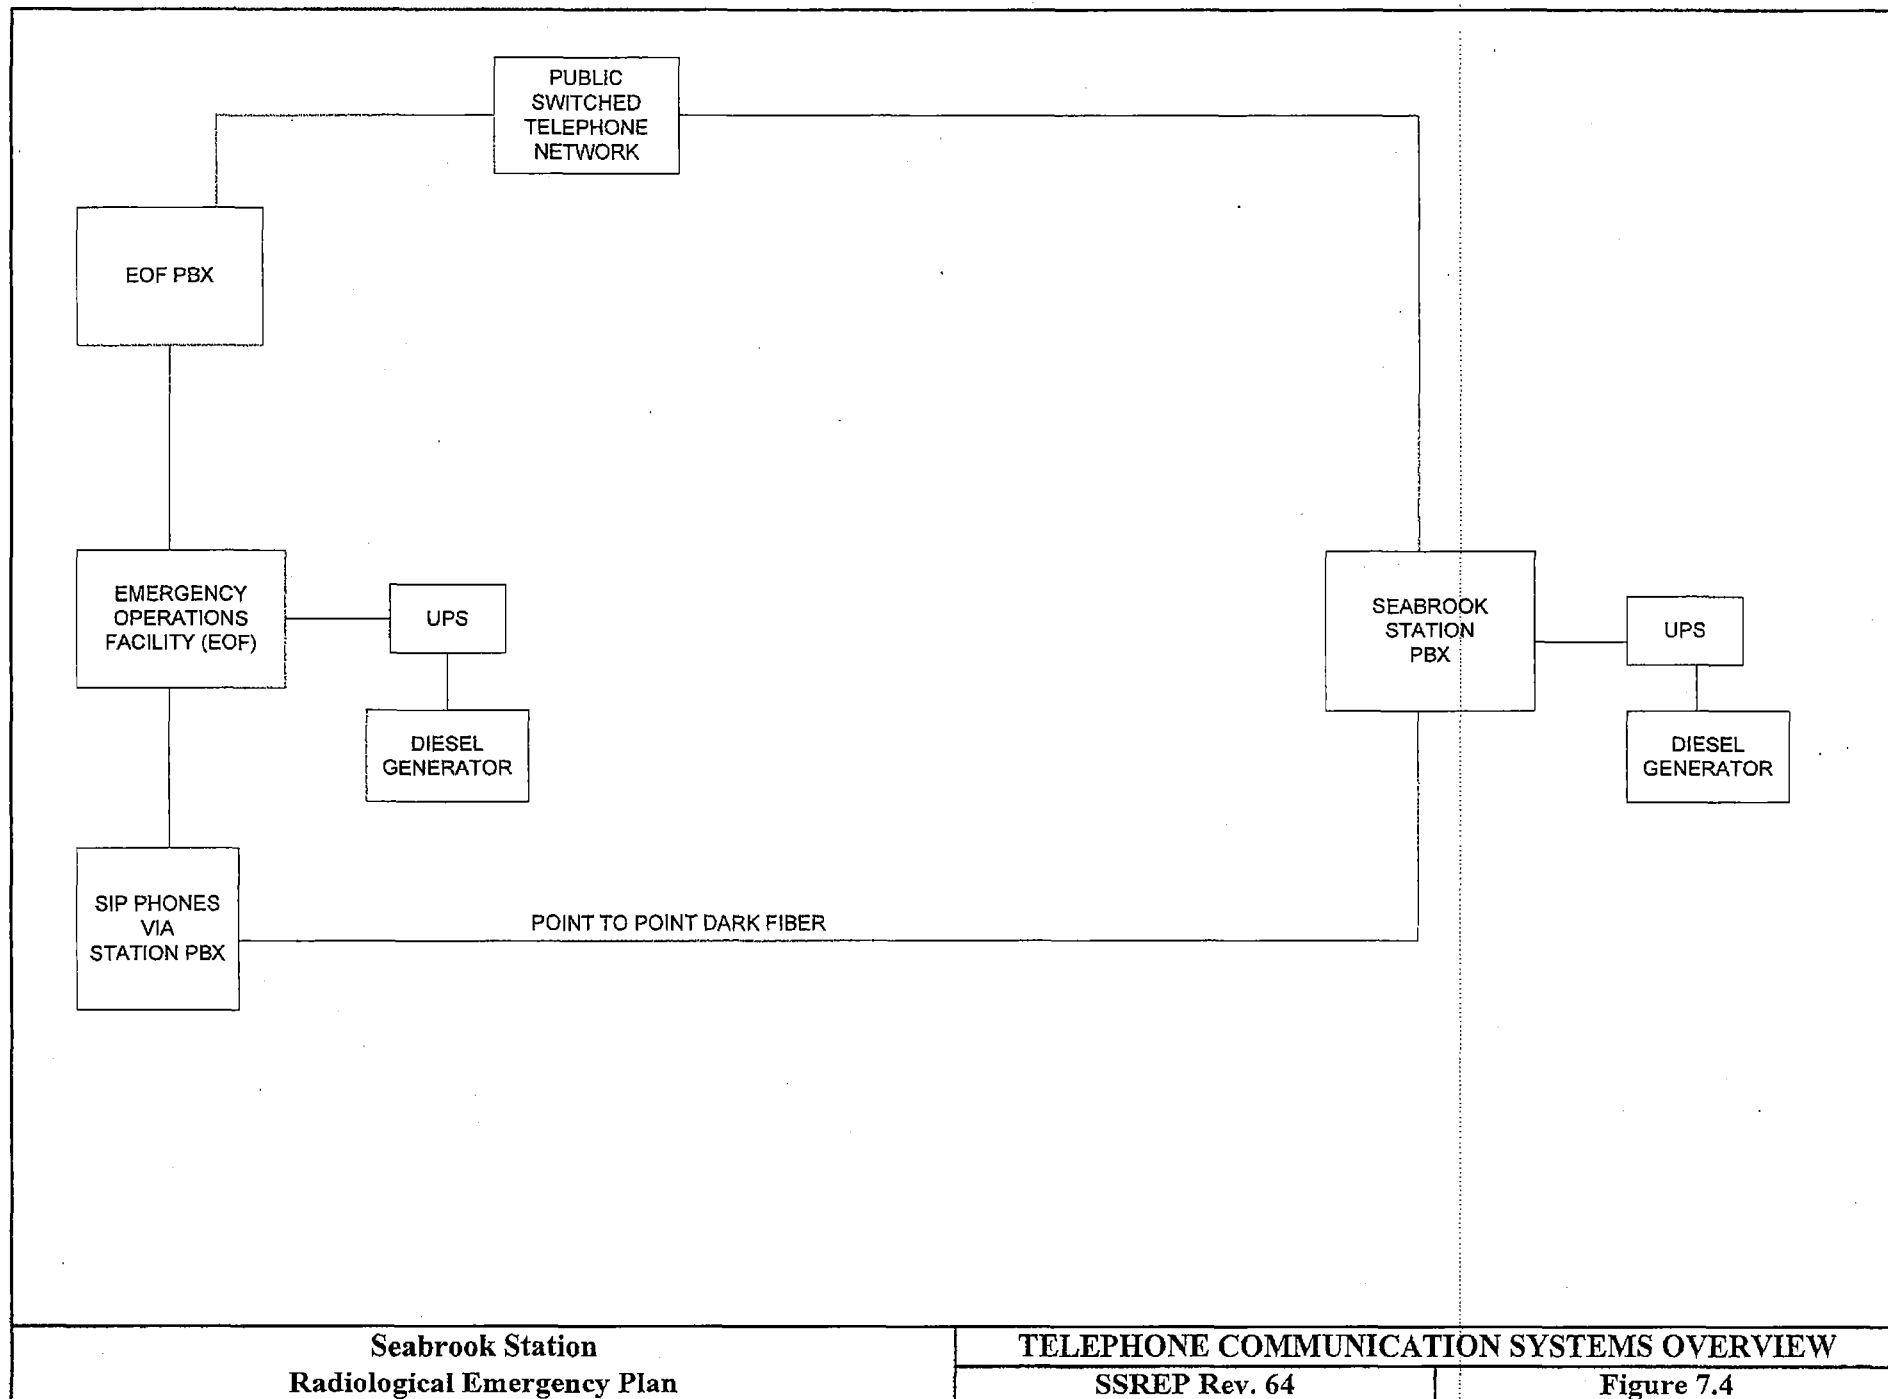 PUBLIC
SWITCHED
TELEPHONE
NETWORK
EOF PBX
EMERGENCY
OPERATIONS
FACILITY (EOF)
UPS
DIESEL
GENERATOR
SEABROOK
STATION
PBX
UPS
DIESEL
GENERATOR
SIP PHONES
VIA
STATION PBX
POINT TO POINT DARK FIBER
Seabrook Station
Radiological Emergency Plan
TELEPHONE COMMUNICATION SYSTEMS OVERVIEW
SSREP Rev. 64
Figure 7.4